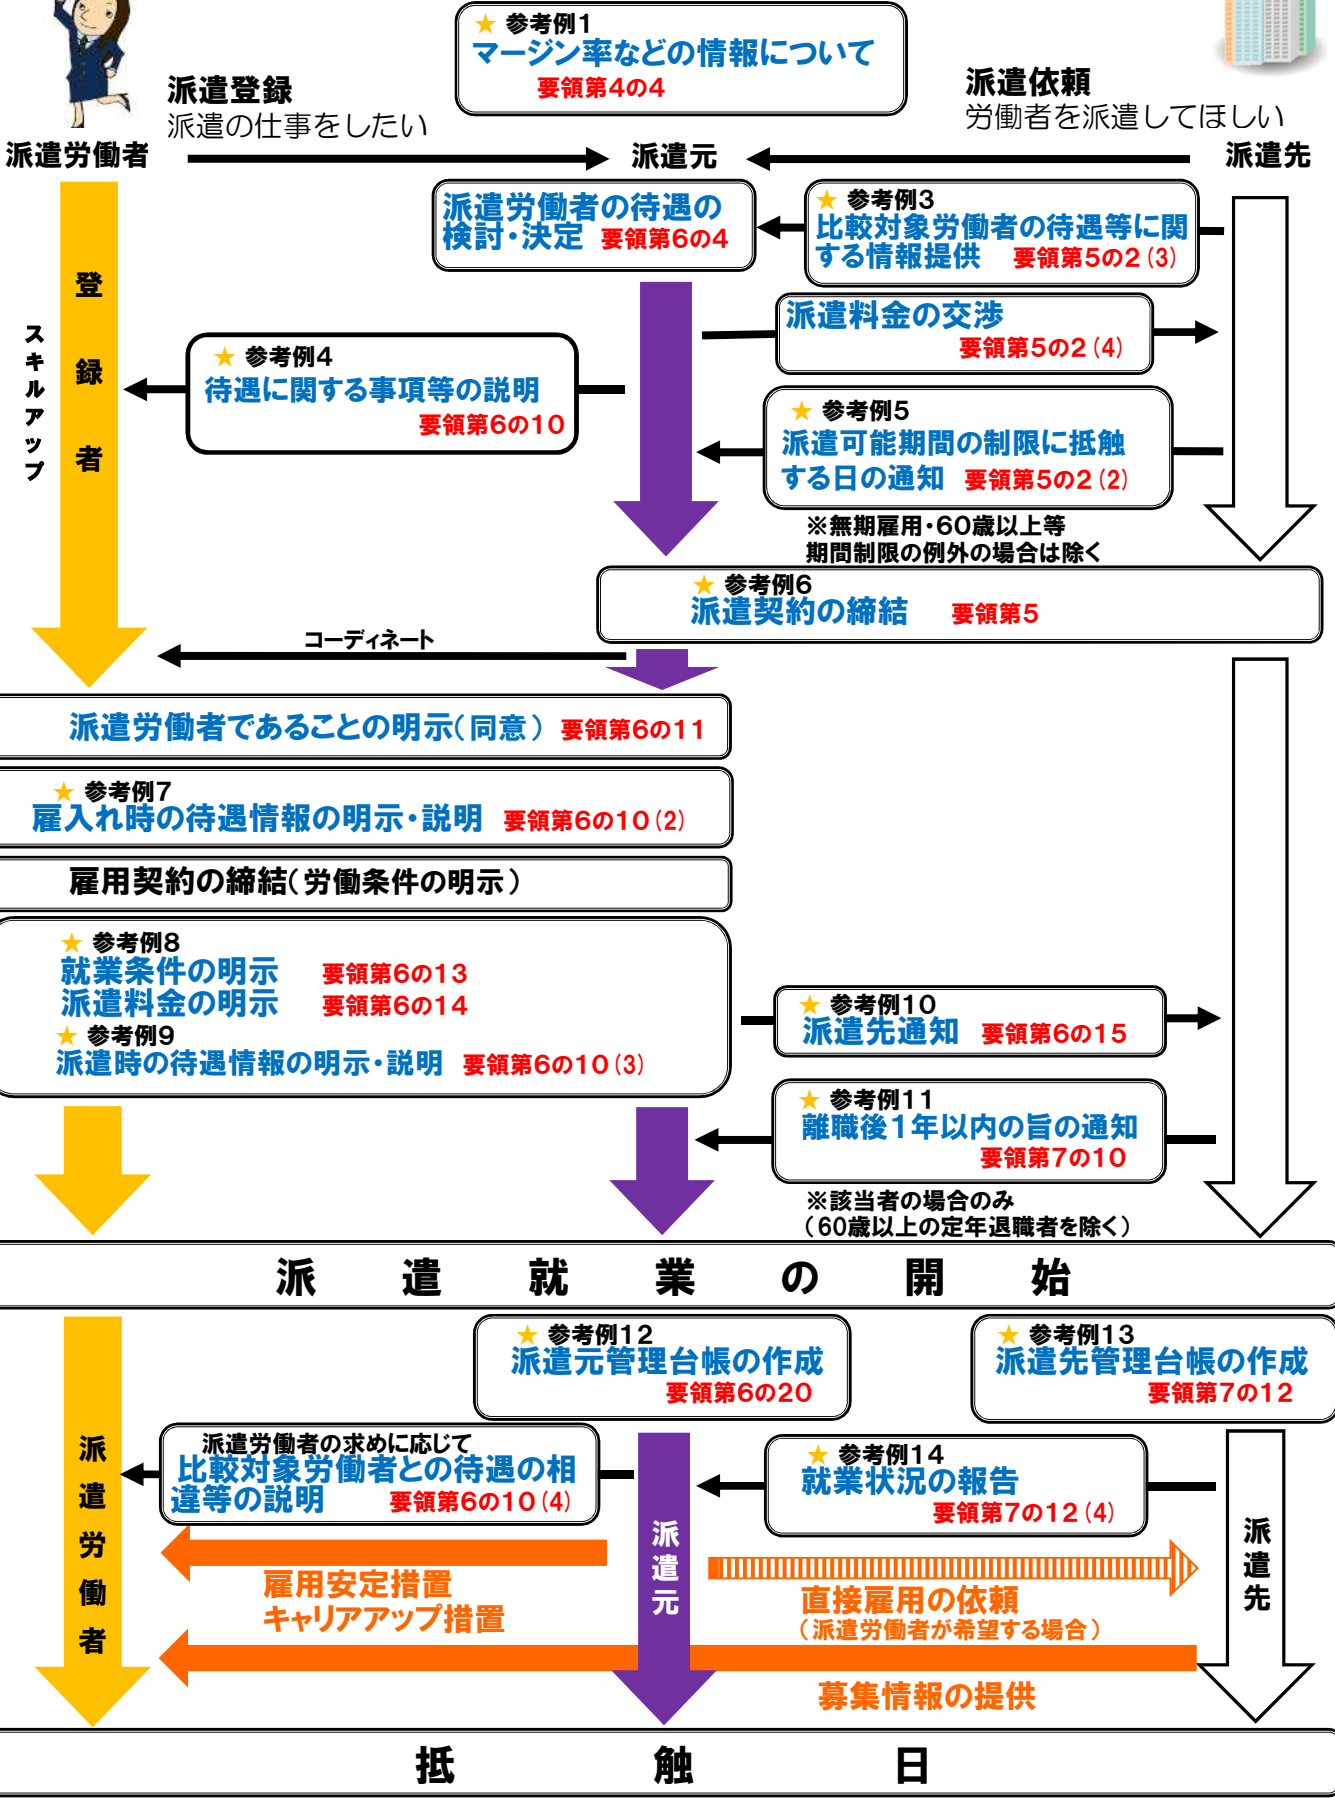 ★ 参考例1
マージン率などの情報について
要領第4の4
派遣登録
派遣の仕事をしたい
派遣依頼
労働者を派遣してほしい
派遣労働者
派遣元
派遣先
派遣労働者の待遇の
検討・決定 要領第6の4
★ 参考例3
比較対象労働者の待遇等に関
する情報提供 要領第5の2(3)
登録者
スキルアップ
派遣料金の交渉
要領第5の2(4)
★ 参考例4
待遇に関する事項等の説明
要領第6の10
★ 参考例5
派遣可能期間の制限に抵触
する日の通知 要領第5の2(2)
※無期雇用・60歳以上等
期間制限の例外の場合は除く
★ 参考例6
派遣契約の締結 要領第5
コーディネート
派遣労働者であることの明示(同意) 要領第6の11
★ 参考例7
雇入れ時の待遇情報の明示・説明 要領第6の10(2)
雇用契約の締結(労働条件の明示)
★ 参考例8
就業条件の明示 要領第6の13
派遣料金の明示 要領第6の14
★ 参考例9
派遣時の待遇情報の明示・説明 要領第6の10(3)
★ 参考例10
派遣先通知 要領第6の15
★ 参考例11
離職後1年以内の旨の通知
要領第7の10
※該当者の場合のみ
(60歳以上の定年退職者を除く)
派遣就業の開始
★ 参考例12
派遣元管理台帳の作成
要領第6の20
★ 参考例13
派遣先管理台帳の作成
要領第7の12
派遣労働者
派遣労働者の求めに応じて
比較対象労働者との待遇の相
違等の説明 要領第6の10(4)
★ 参考例14
就業状況の報告
要領第7の12(4)
派遣元
派遣先
雇用安定措置
キャリアアップ措置
直接雇用の依頼
(派遣労働者が希望する場合)
募集情報の提供
抵触日